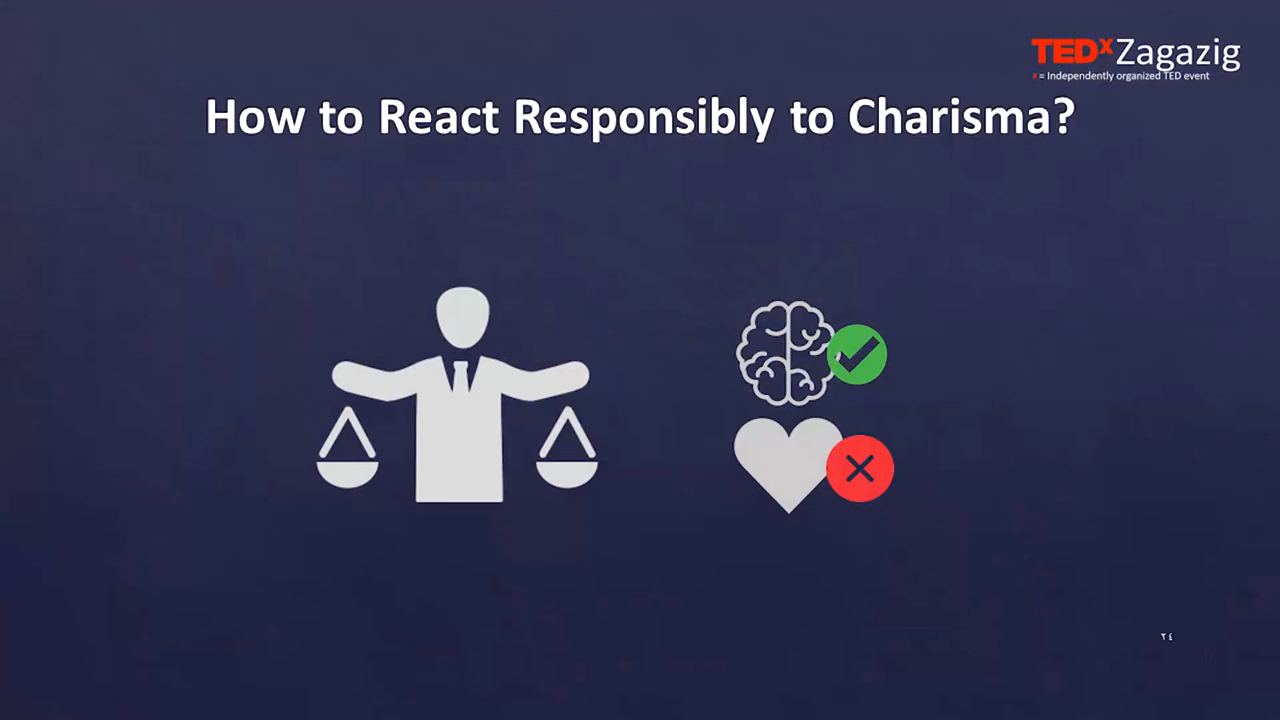 TEDxZagazig
x = Independently organized TED event
How to React Responsibly to Charisma?
٢٤